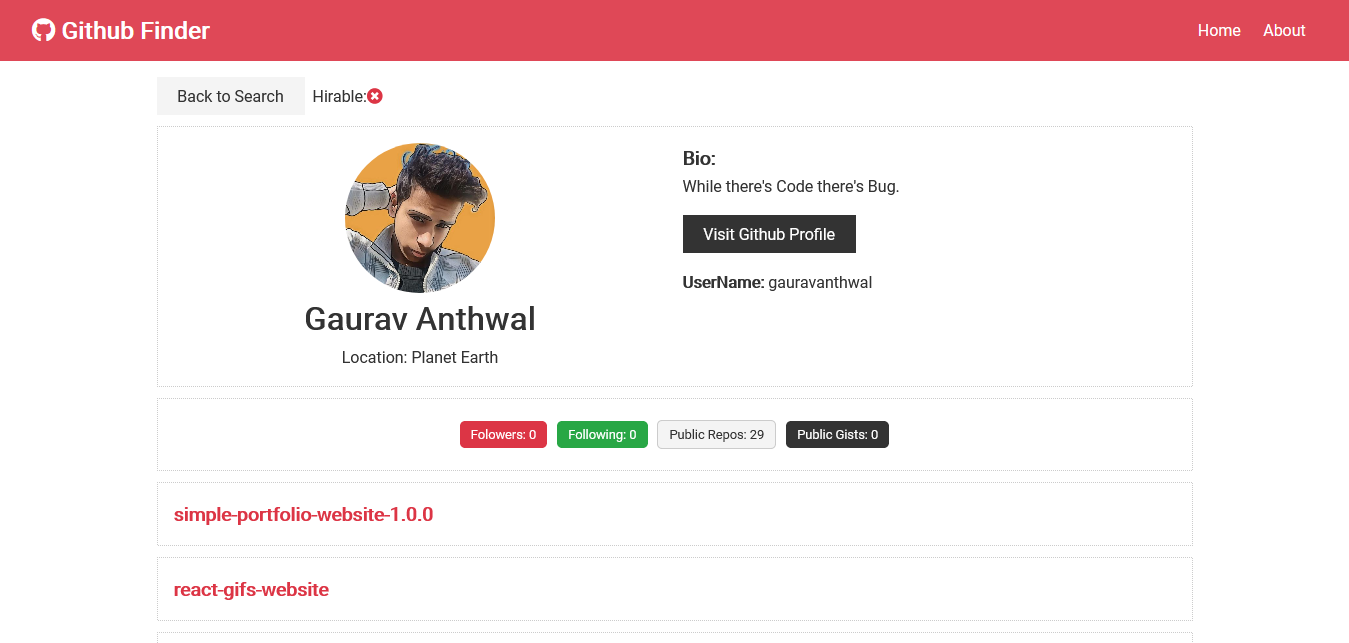 Github Finder
Home
About
Back to Search
Hirable:
Bio:
While there's Code there's Bug.
Visit Github Profile
UserName: gauravanthwal
Gaurav Anthwal
Location: Planet Earth
Folowers: 0
Following: 0
Public Repos: 29
Public Gists: 0
simple-portfolio-website-1.0.0
react-gifs-website